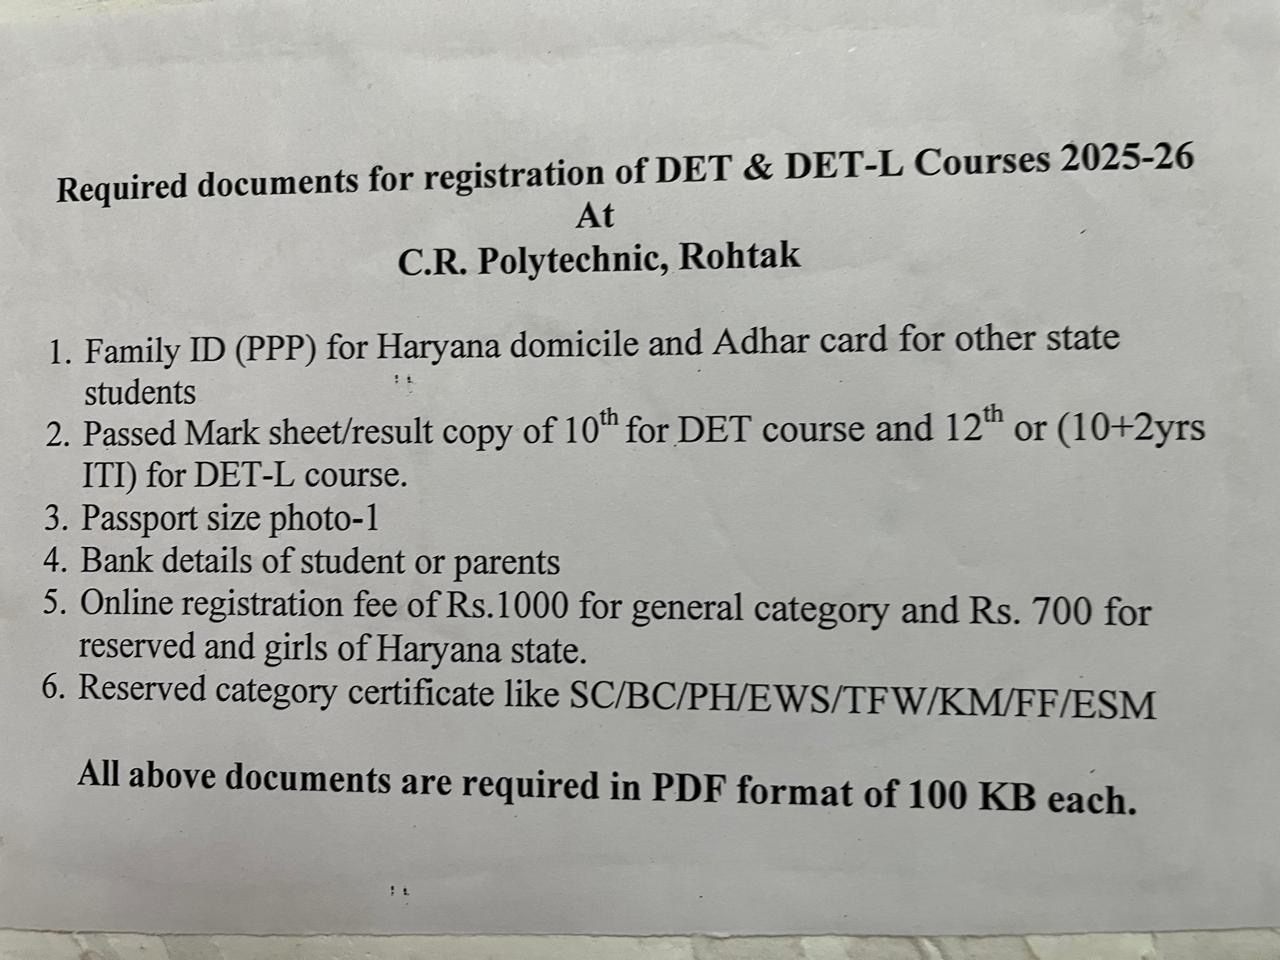 Required documents for registration of DET & DET-L Courses 2025-26
At
C.R. Polytechnic, Rohtak
1. Family ID (PPP) for Haryana domicile and Adhar card for other state
students
2. Passed Mark sheet/result copy of 10th for DET course and 12th or (10+2yrs
ITI) for DET-L course.
3. Passport size photo-1
4. Bank details of student or parents
5. Online registration fee of Rs.1000 for general category and Rs. 700 for
reserved and girls of Haryana state.
6. Reserved category certificate like SC/BC/PH/EWS/TFW/KM/FF/ESM
All above documents are required in PDF format of 100 KB each.